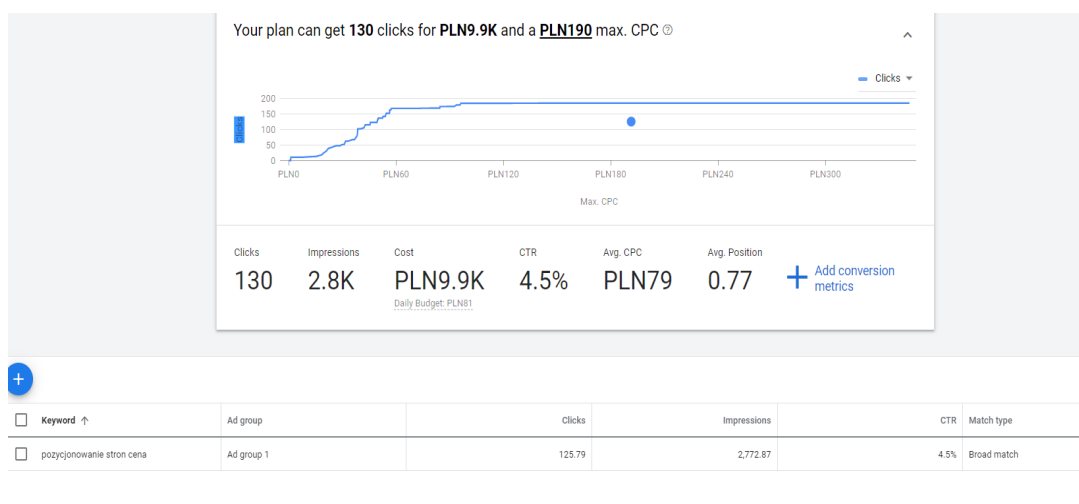 Your plan can get 130 clicks for PLN9.9K and a PLN190 max. CPC
Clicks
200
150
100
50
0
Clicks
PLN0 PLN60 PLN120 PLN180 PLN240 PLN300
Max. CPC
Clicks Impressions Cost CTR Avg. CPC Avg. Position
130 2.8K PLN9.9K 4.5% PLN79 0.77
Daily Budget: PLN81
Add conversion
metrics
Keyword Ad group Clicks Impressions CTR Match type
pozycjonowanie stron cena Ad group 1 125.79 2,772.87 4.5% Broad match